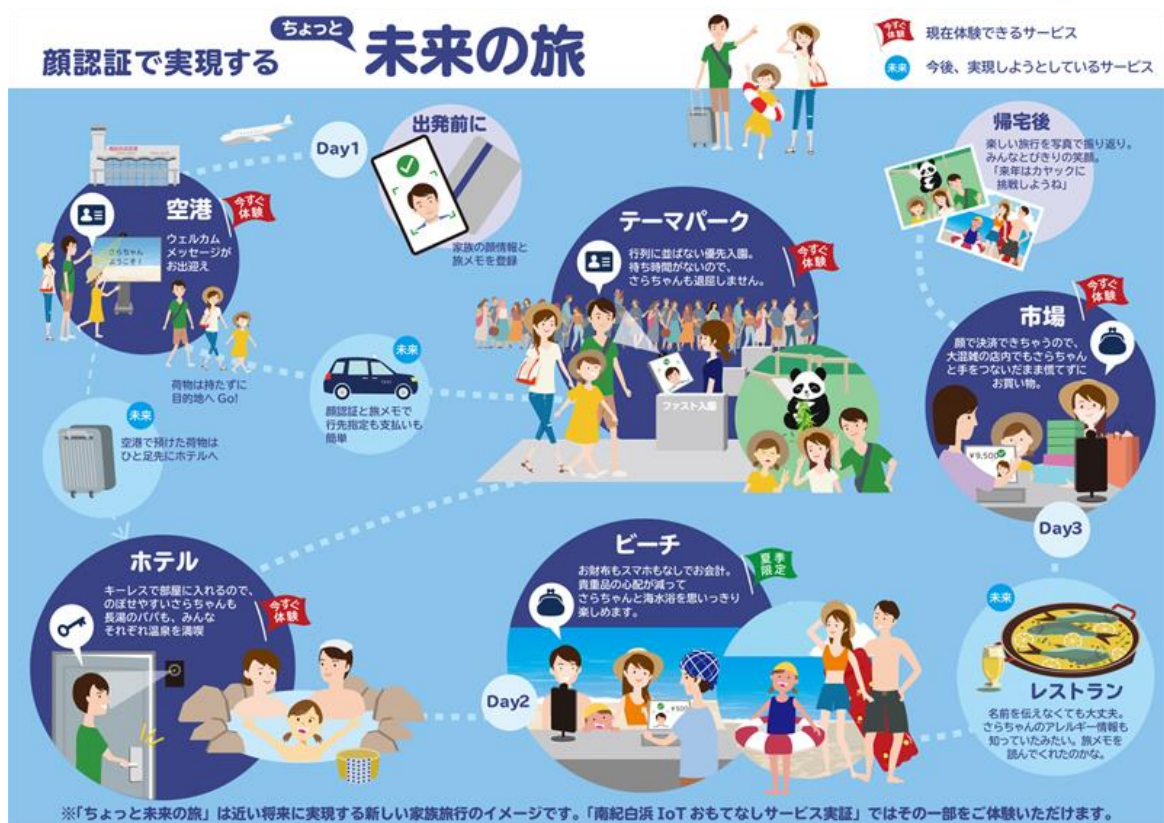 顔認証で実現する
ちょっと
未来の旅
今すぐ
体験
現在体験できるサービス
未来
今後、実現しようとしているサービス
Day1
出発前に
家族の顔情報と
旅メモを登録
空港
今すぐ
体験
ウェルカム
メッセージが
お出迎え
さらちゃん
ようこそ!
荷物は持たずに
目的地へ Go!
未来
空港で預けた荷物は
ひと足先にホテルへ
未来
TAXI
顔認証と旅メモで
行先指定も支払いも
簡単
テーマパーク
今すぐ
体験
行列に並ばない優先入園。
待ち時間がないので、
さらちゃんも退屈しません。
ファスト入園
ホテル
今すぐ
体験
キーレスで部屋に入れるので、
のぼせやすいさらちゃんも
長湯のパパも、みんな
それぞれ温泉を満喫
Day2
ビーチ
夏季
限定
お財布もスマホもなしでお会計。
貴重品の心配が減って
さらちゃんと海水浴を思いっきり
楽しめます。
¥500
未来
レストラン
名前を伝えなくても大丈夫。
さらちゃんのアレルギー情報も
知っていたみたい。旅メモを
読んでくれたのかな。
Day3
市場
今すぐ
体験
顔で決済できちゃうので、
大混雑の店内でもさらちゃん
と手をつないだまま慌てずに
お買い物。
¥9,500
帰宅後
楽しい旅行を写真で振り返り。
みんなとびきりの笑顔。
「来年はカヤックに
挑戦しようね」
※「ちょっと未来の旅」は近い将来に実現する新しい家族旅行のイメージです。「南紀白浜 IoT おもてなしサービス実証」ではその一部をご体験いただけます。